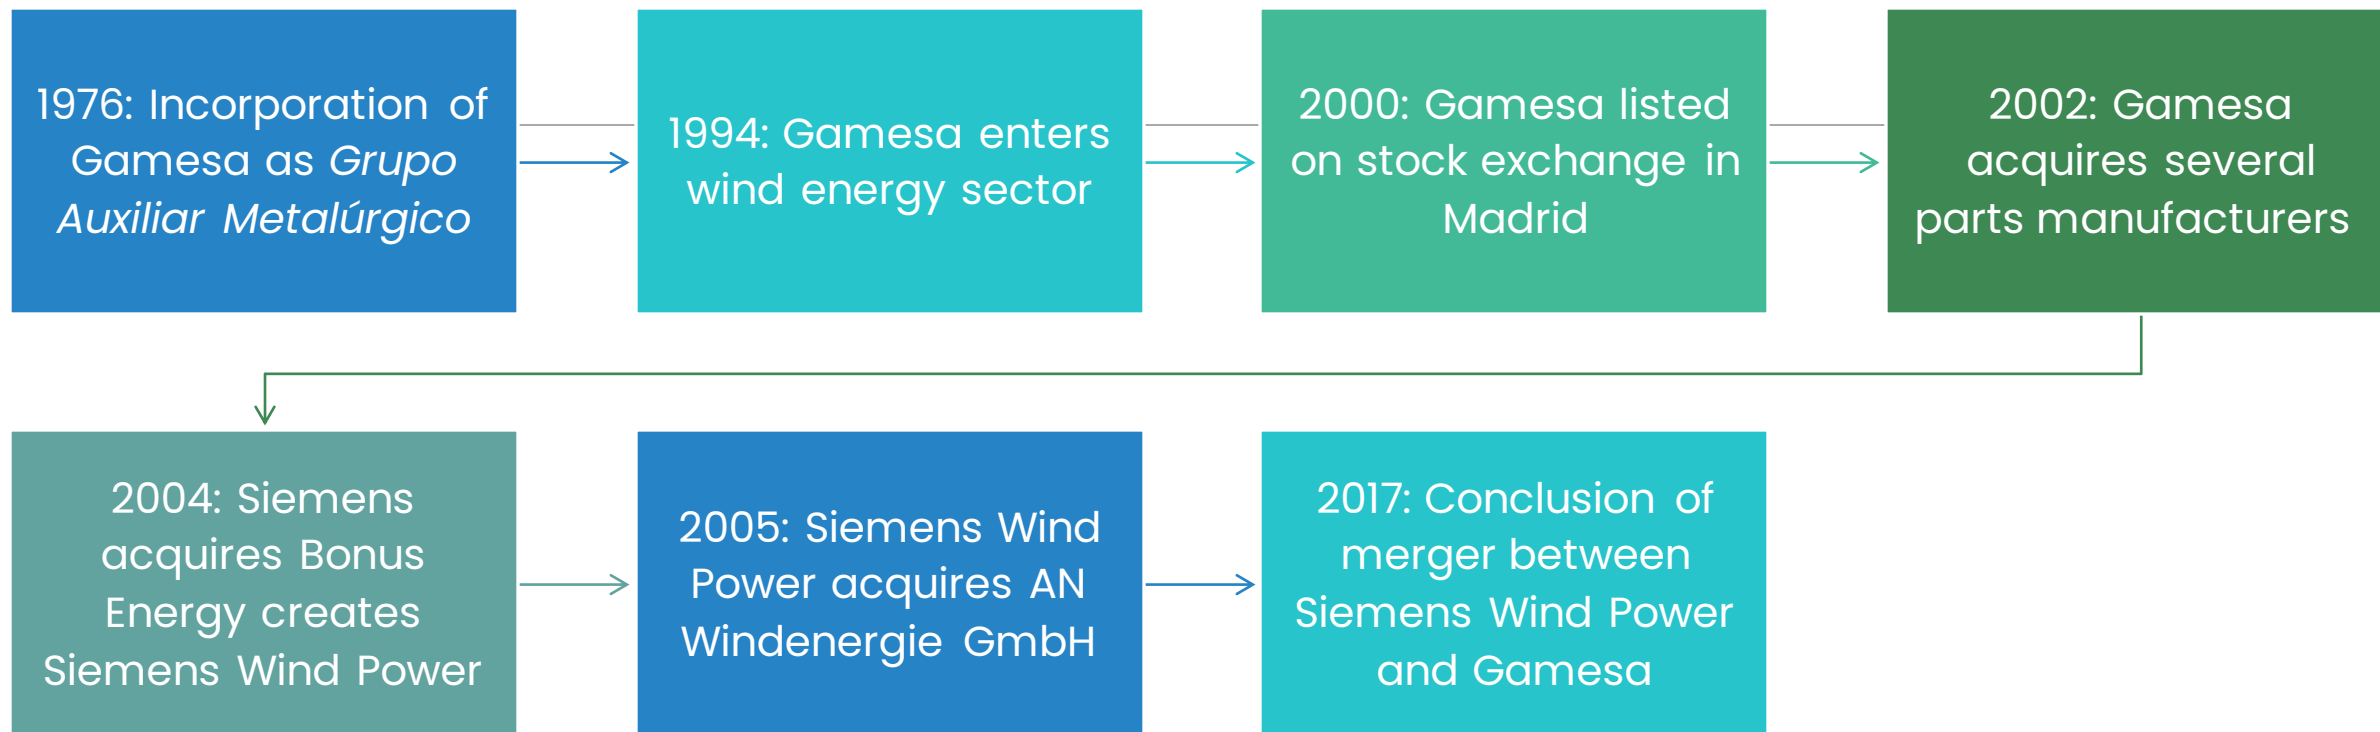 1976: Incorporation of
Gamesa as Grupo
Auxiliar Metalúrgico
1994: Gamesa enters
wind energy sector
2000: Gamesa listed
on stock exchange in
Madrid
2002: Gamesa
acquires several
parts manufacturers
2004: Siemens
acquires Bonus
Energy creates
Siemens Wind Power
2005: Siemens Wind
Power acquires AN
Windenergie GmbH
2017: Conclusion of
merger between
Siemens Wind Power
and Gamesa